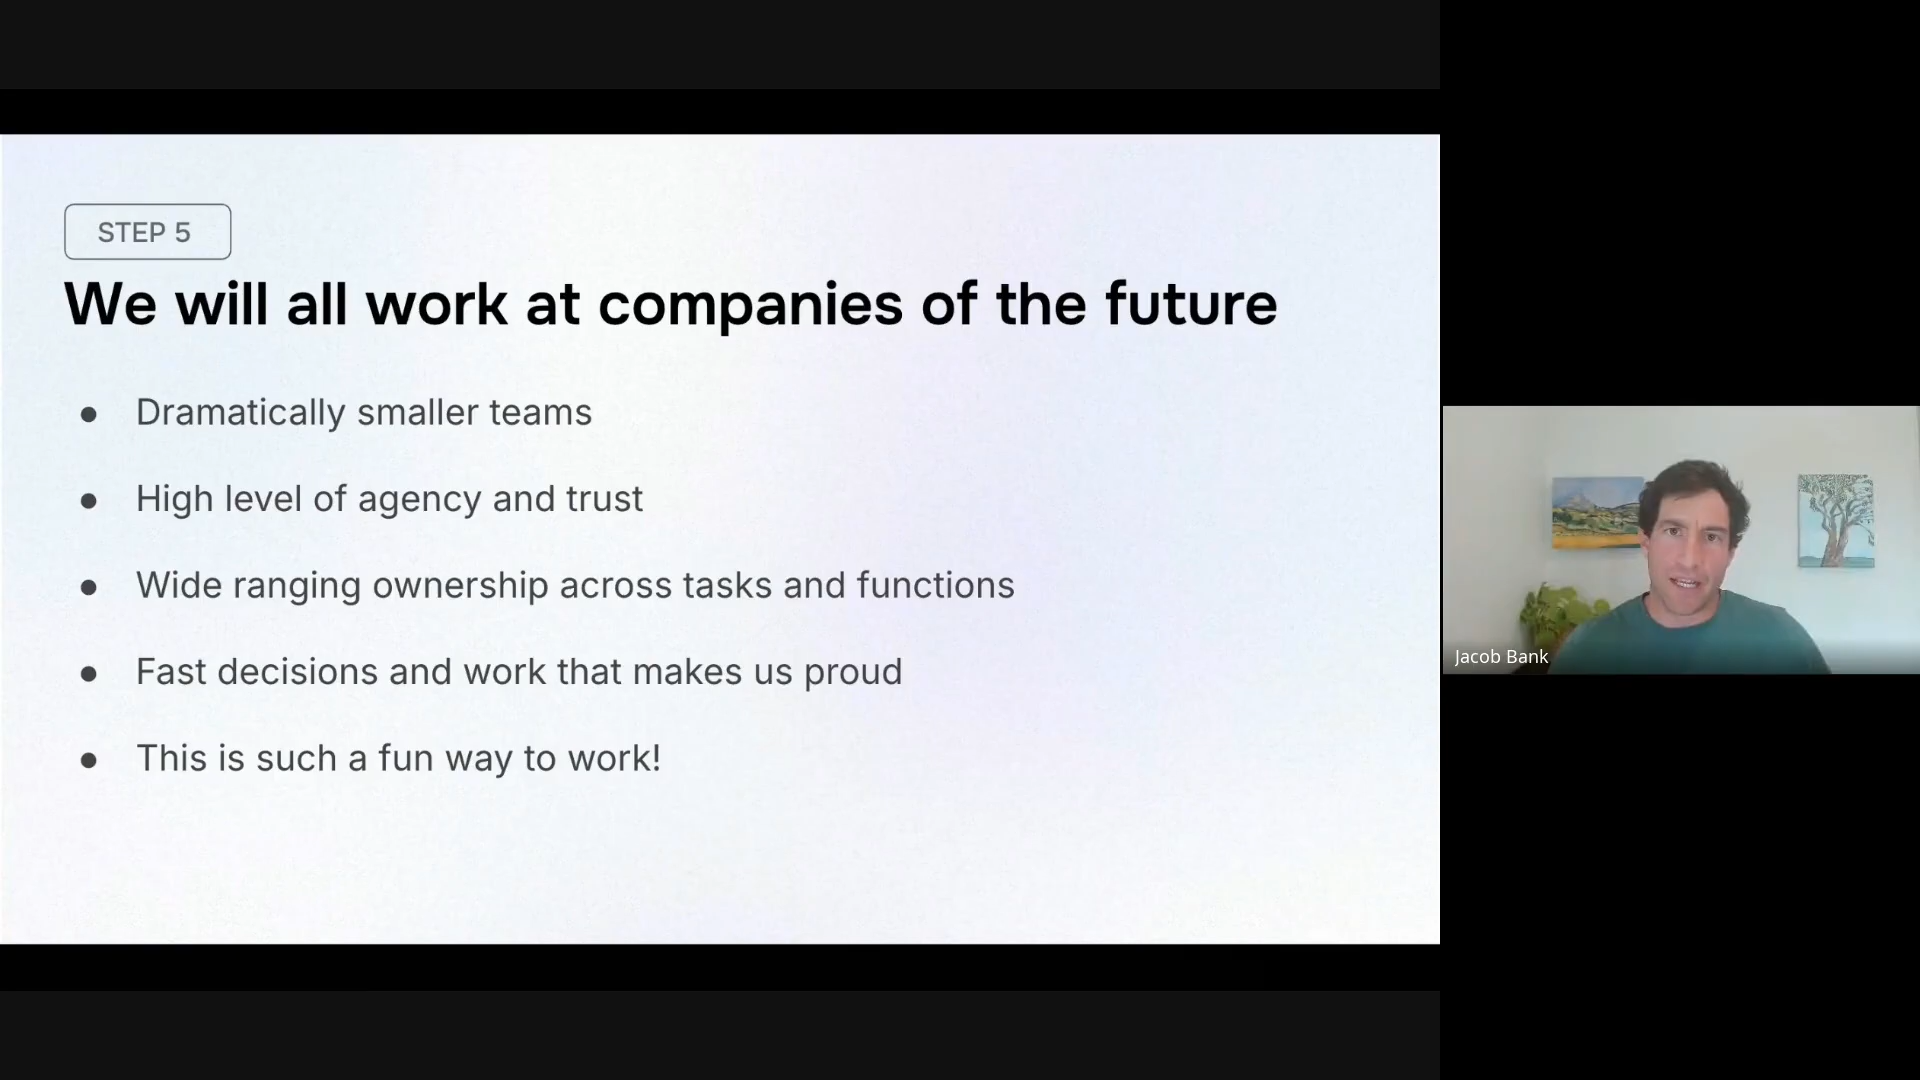 STEP 5
We will all work at companies of the future
● Dramatically smaller teams
● High level of agency and trust
● Wide ranging ownership across tasks and functions
● Fast decisions and work that makes us proud
● This is such a fun way to work!
Jacob Bank